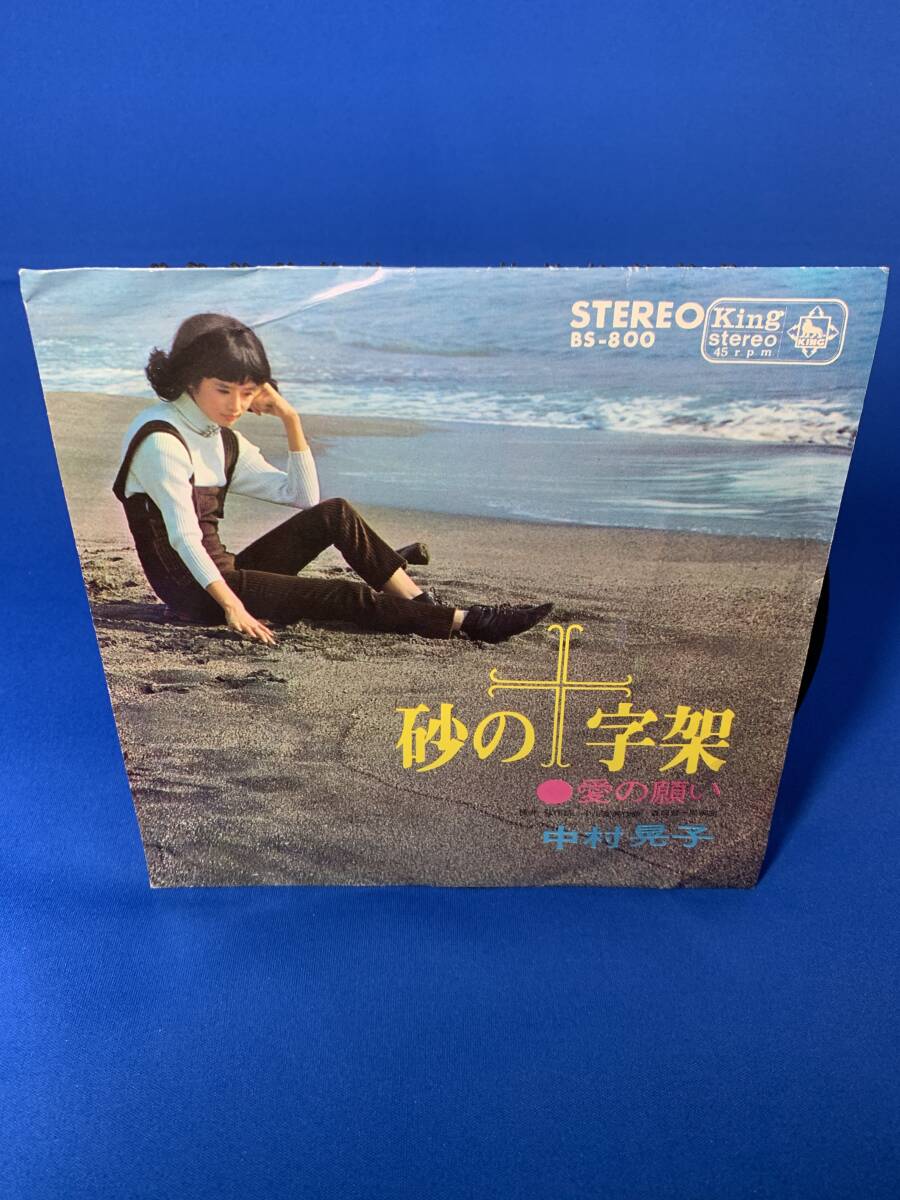 STEREO
BS-800
King
stereo
45 rpm
KING
砂の十字架
●愛の願い
中村晃子